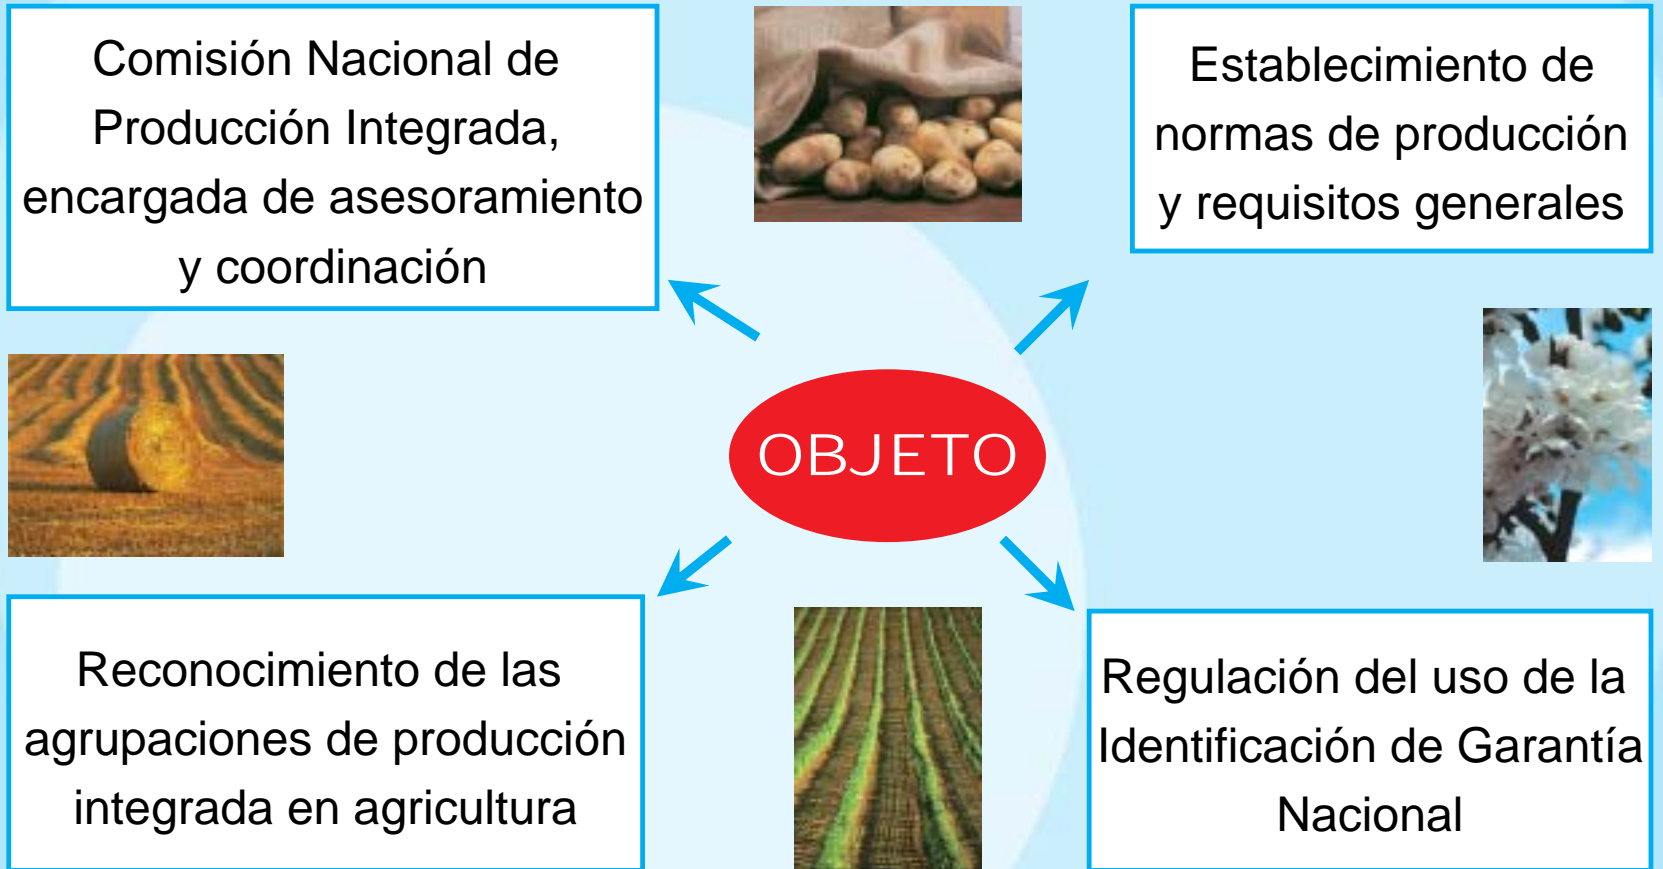 Comisión Nacional de
Producción Integrada,
encargada de asesoramiento
y coordinación
Establecimiento de
normas de producción
y requisitos generales
OBJETO
Reconocimiento de las
agrupaciones de producción
integrada en agricultura
Regulación del uso de la
Identificación de Garantía
Nacional